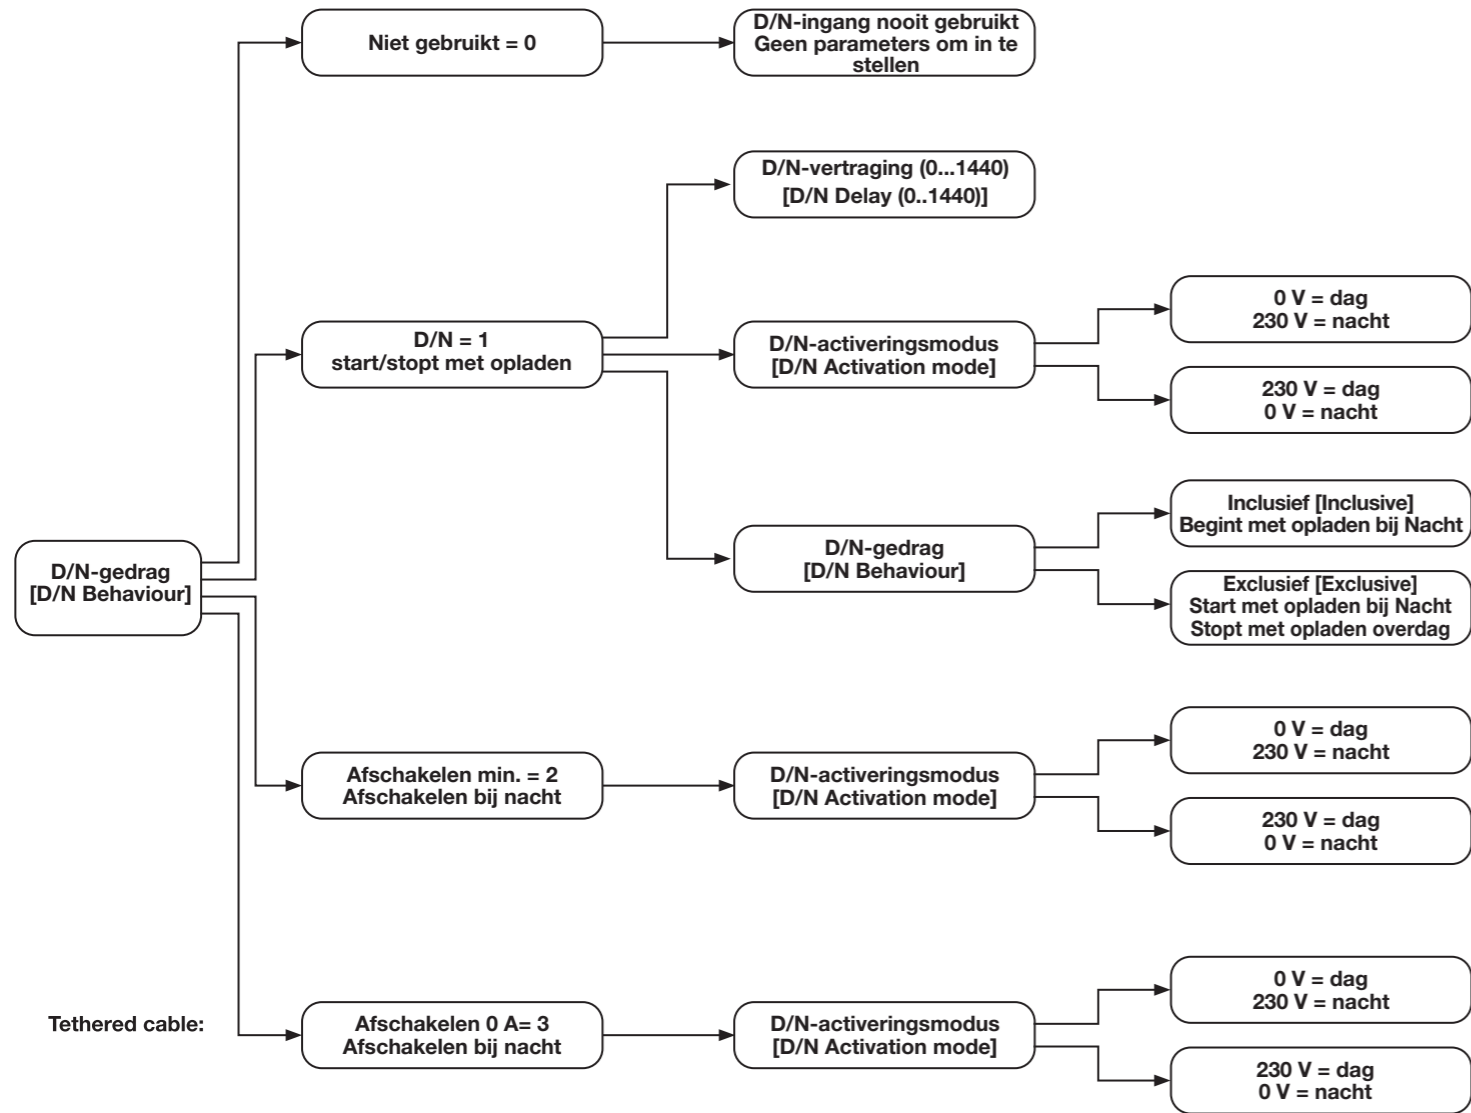 Niet gebruikt = 0
D/N-ingang nooit gebruikt
Geen parameters om in te
stellen
D/N-vertraging (0...1440)
[D/N Delay (0..1440)]
D/N = 1
start/stopt met opladen
D/N-activeringsmodus
[D/N Activation mode]
0 V = dag
230 V = nacht
230 V = dag
0 V = nacht
D/N-gedrag
[D/N Behaviour]
Inclusief [Inclusive]
Begint met opladen bij Nacht
Exclusief [Exclusive]
Start met opladen bij Nacht
Stopt met opladen overdag
D/N-gedrag
[D/N Behaviour]
Afschakelen min. = 2
Afschakelen bij nacht
D/N-activeringsmodus
[D/N Activation mode]
0 V = dag
230 V = nacht
230 V = dag
0 V = nacht
Tethered cable:
Afschakelen 0 A= 3
Afschakelen bij nacht
D/N-activeringsmodus
[D/N Activation mode]
0 V = dag
230 V = nacht
230 V = dag
0 V = nacht